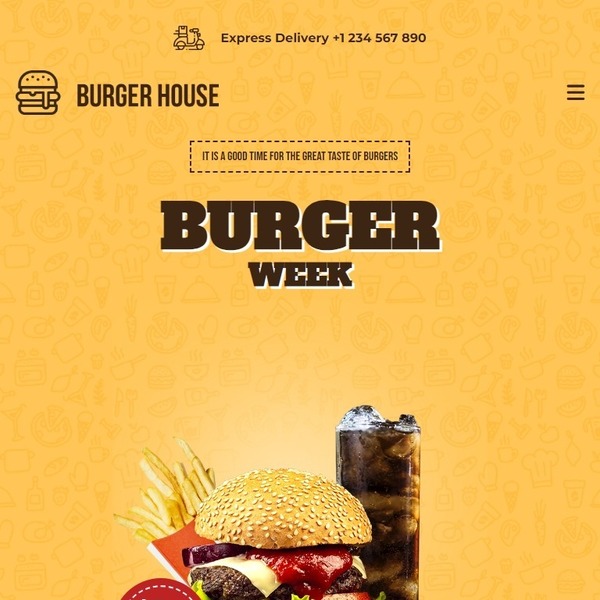 Express Delivery +1 234 567 890
BURGER HOUSE
IT IS A GOOD TIME FOR THE GREAT TASTE OF BURGERS
BURGER
WEEK